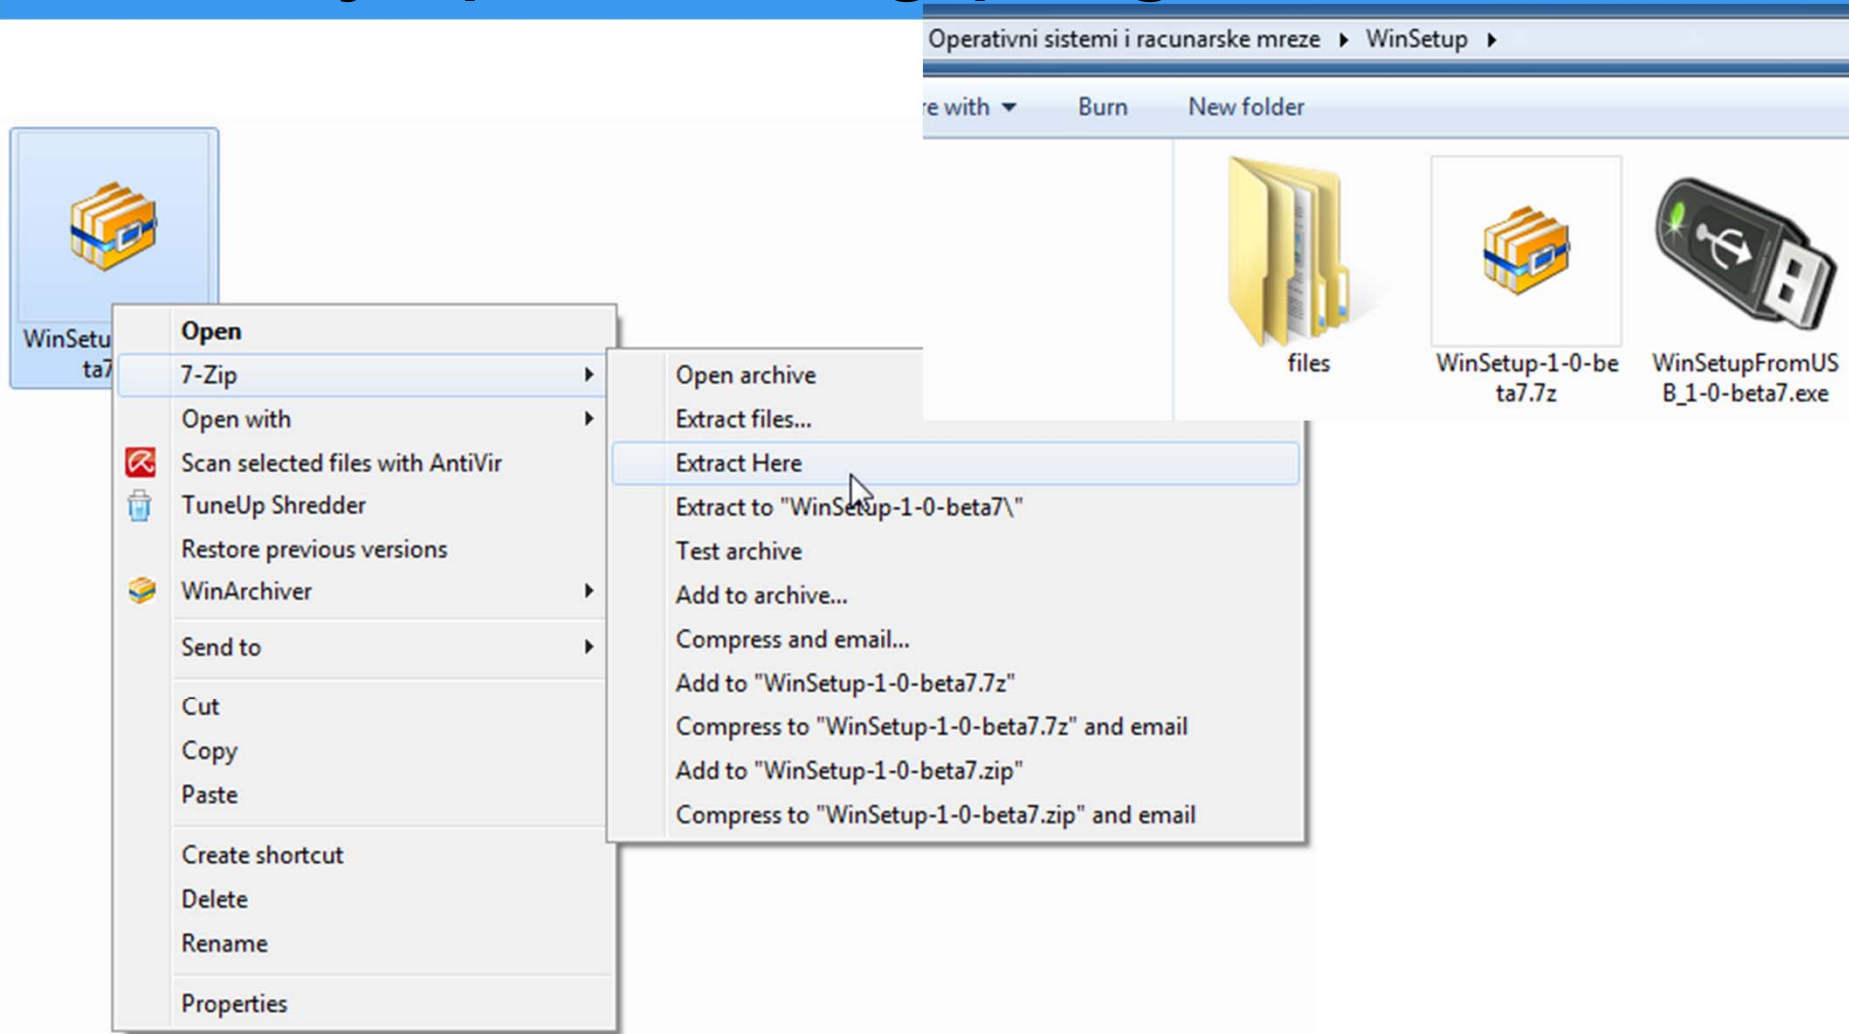 Operativni sistemi i racunarske mreze WinSetup
re with Burn New folder
files
WinSetup-1-0-be
ta7.7z
WinSetupFromUS
B_1-0-beta7.exe
WinSetu
ta7
Open
7-Zip
Open with
Scan selected files with AntiVir
TuneUp Shredder
Restore previous versions
WinArchiver
Send to
Cut
Copy
Paste
Create shortcut
Delete
Rename
Properties
Open archive
Extract files...
Extract Here
Extract to "WinSetup-1-0-beta7\"
Test archive
Add to archive...
Compress and email...
Add to "WinSetup-1-0-beta7.7z"
Compress to "WinSetup-1-0-beta7.7z" and email
Add to "WinSetup-1-0-beta7.zip"
Compress to "WinSetup-1-0-beta7.zip" and email